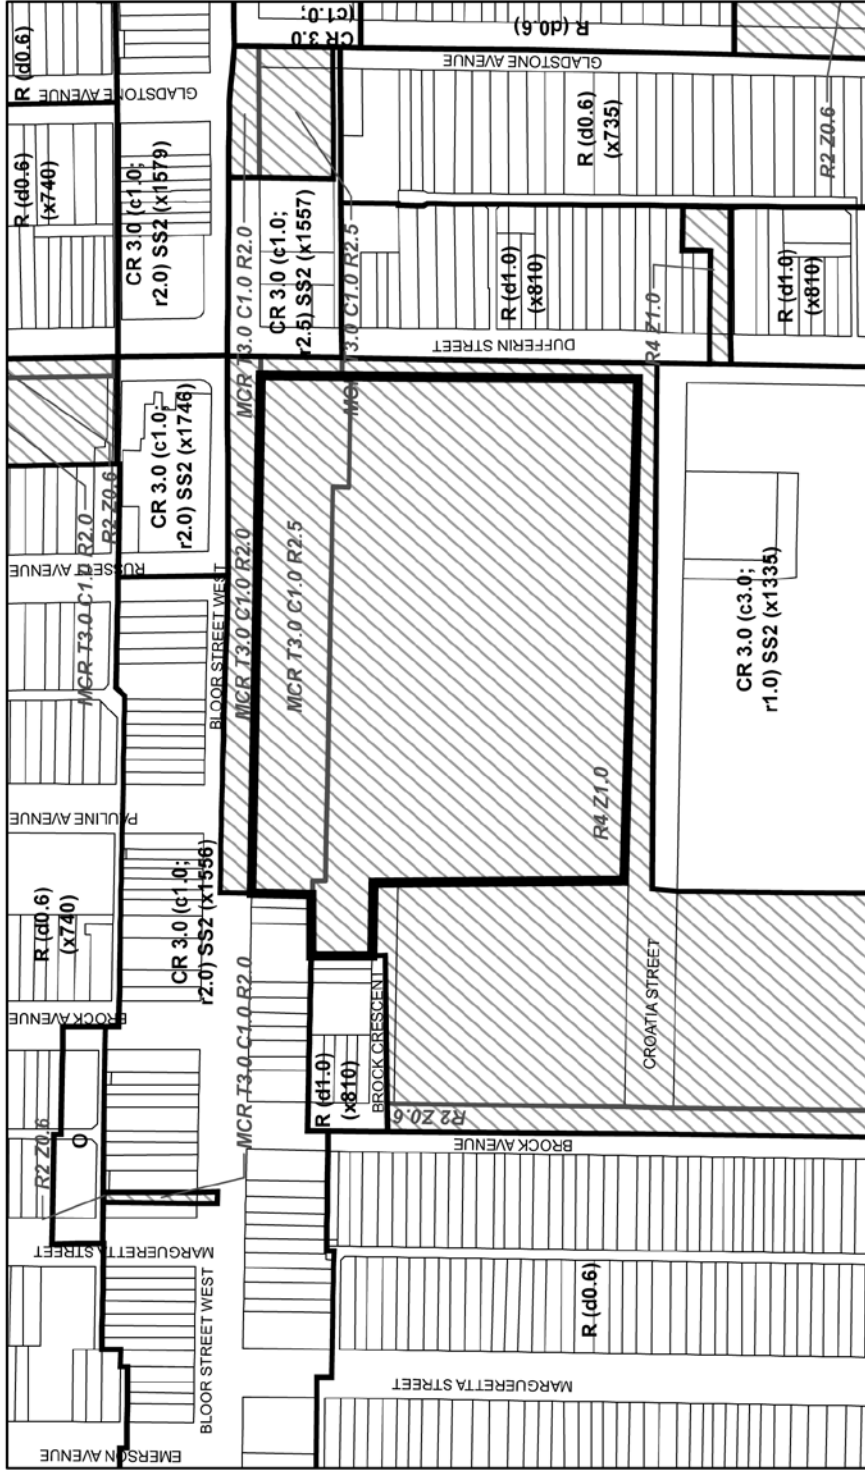 EMERSON AVENUE
MARGUERETTA STREET
R2 Z0.6
BROCK AVENUE
R (d0.6)
(x740)
PAULINE AVENUE
RUSSETT AVENUE
R (d0.6)
(x740)
GLADSTONE AVENUE
R (d0.6)
O
MCR T3.0 C1.0 R2.0
R2 Z0.6
CR 3.0 (c1.0;
r2.0) SS2 (x1556)
CR 3.0 (c1.0;
r2.0) SS2 (x1746)
CR 3.0 (c1.0;
r2.0) SS2 (x1579)
BLOOR STREET WEST
BLOOR STREET WEST
MCR T3.0 C1.0 R2.0
MCR T3.0 C1.0 R2.0
MCR T3.0 C1.0 R2.0
CR 3.0 (c1.0;
r2.5) SS2 (x1557)
CR 3.0
(c1.0;
MCR T3.0 C1.0 R2.5
MCR T3.0 C1.0 R2.5
R (d1.0)
(x810)
BROCK CRESCENT
R2 Z0.6
MARGUERETTA STREET
BROCK AVENUE
DUFFERIN STREET
GLADSTONE AVENUE
R (d0.6)
R (d1.0)
(x810)
R (d0.6)
(x735)
R (d0.6)
R4 Z1.0
R4 Z1.0
CROATIA STREET
CR 3.0 (c3.0;
r1.0) SS2 (x1335)
R (d1.0)
(x810)
R2 Z0.6